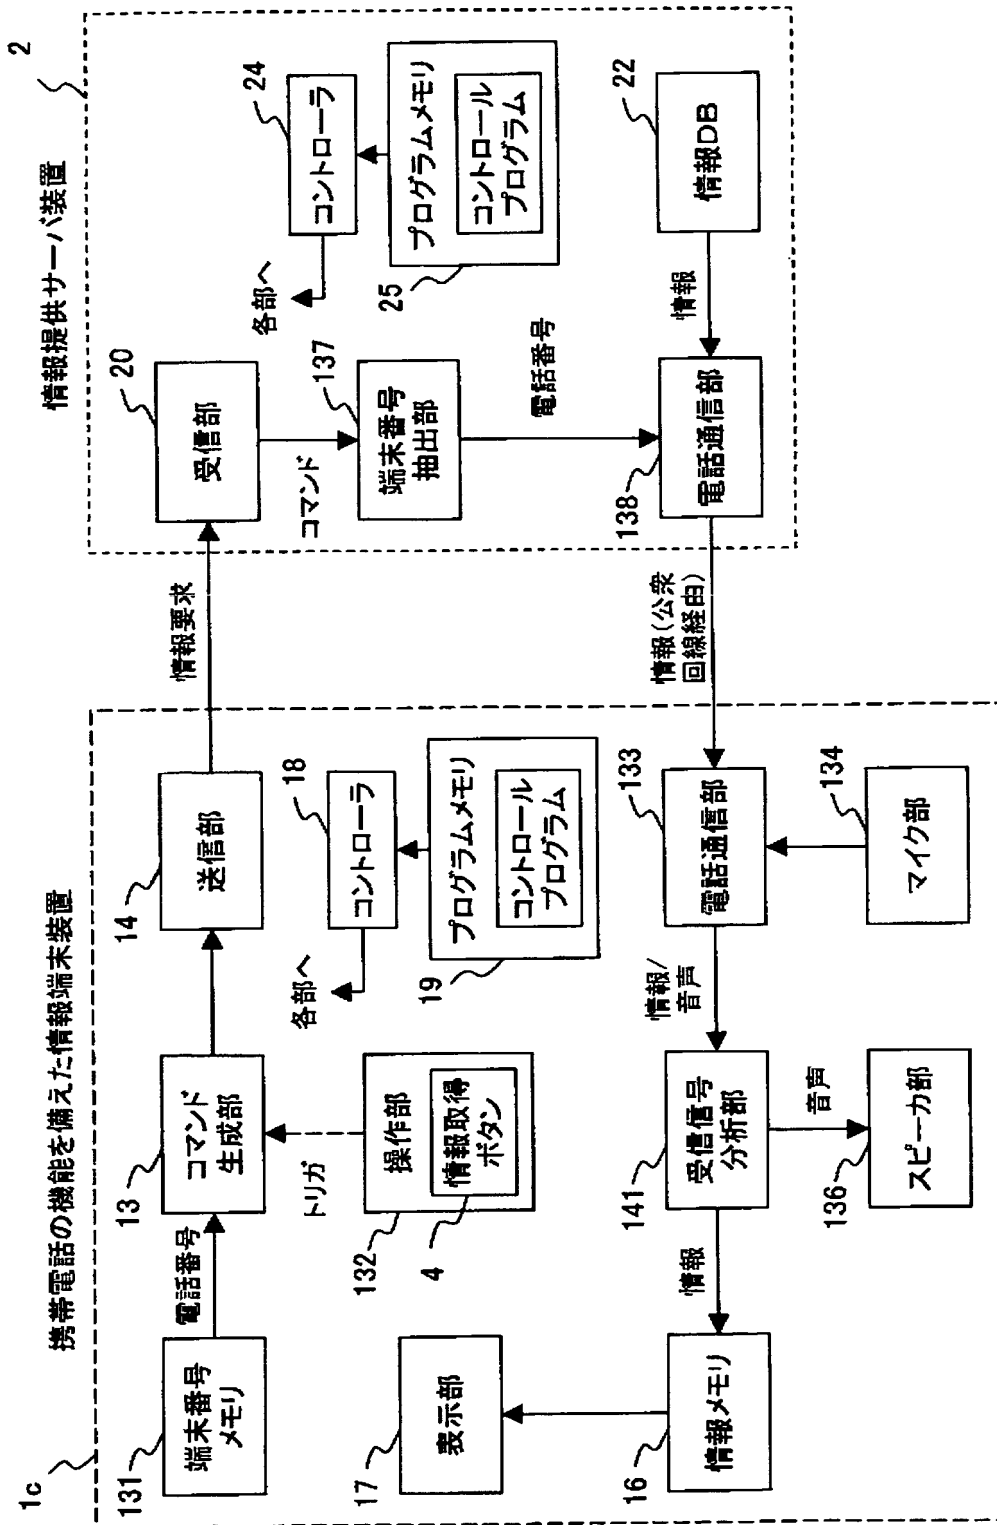 1c
携帯電話の機能を備えた情報端末装置
131
端末番号
メモリ
電話番号
13
コマンド
生成部
14
送信部
情報要求
トリガ
132
操作部
4
情報取得
ボタン
各部へ
18
コントローラ
19
プログラムメモリ
コントロール
プログラム
17
表示部
16
情報メモリ
情報
141
受信信号
分析部
音声
136
スピーカ部
情報/
音声
133
電話通信部
134
マイク部
情報(公衆
回線経由)
情報提供サーバ装置
2
20
受信部
コマンド
137
端末番号
抽出部
電話番号
各部へ
24
コントローラ
25
プログラムメモリ
コントロール
プログラム
138
電話通信部
情報
22
情報DB